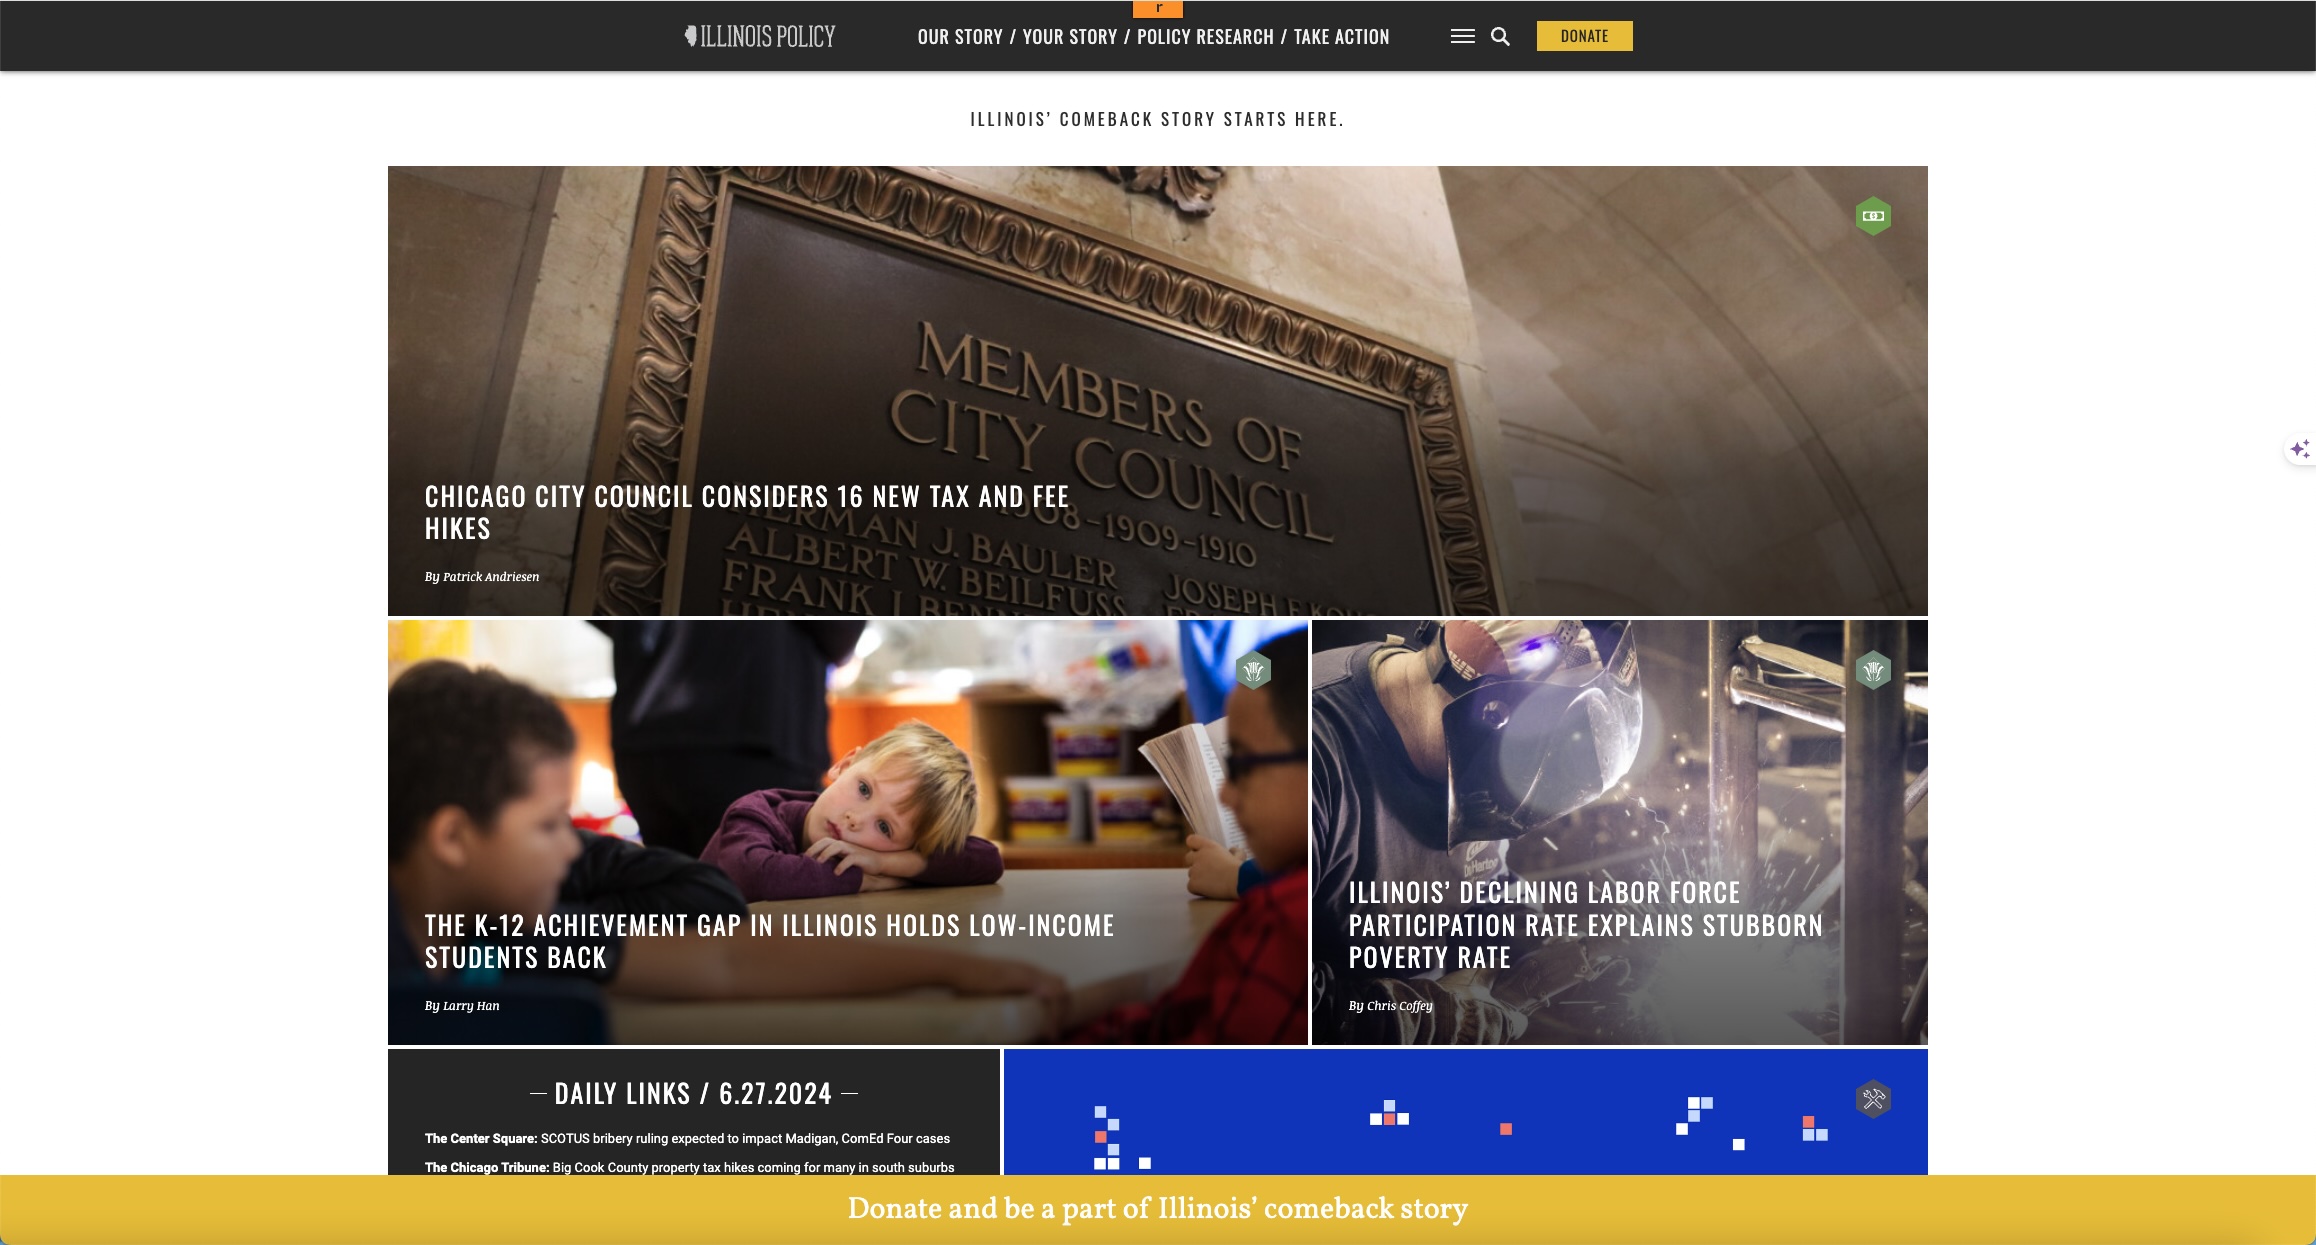 r
ILLINOIS POLICY
OUR STORY / YOUR STORY / POLICY RESEARCH / TAKE ACTION
DONATE
ILLINOIS’ COMEBACK STORY STARTS HERE.
MEMBERS OF
CITY COUNCIL
1908-1909-1910
HERMAN J. BAULER
ALBERT W. BEILFUSS JOSEPH F.
FRANK J.
CHICAGO CITY COUNCIL CONSIDERS 16 NEW TAX AND FEE
HIKES
By Patrick Andriesen
THE K-12 ACHIEVEMENT GAP IN ILLINOIS HOLDS LOW-INCOME
STUDENTS BACK
By Larry Han
ILLINOIS’ DECLINING LABOR FORCE
PARTICIPATION RATE EXPLAINS STUBBORN
POVERTY RATE
By Chris Coffey
— DAILY LINKS / 6.27.2024 —
The Center Square: SCOTUS bribery ruling expected to impact Madigan, ComEd Four cases
The Chicago Tribune: Big Cook County property tax hikes coming for many in south suburbs
Donate and be a part of Illinois’ comeback story